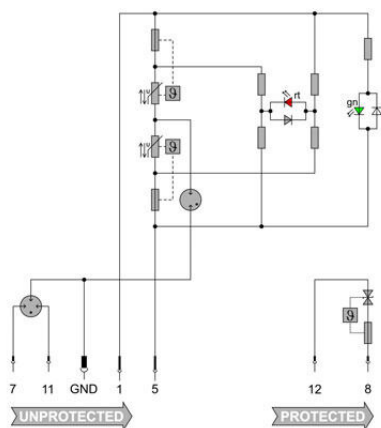 rt
gn
U
ϑ
U
ϑ
ϑ
7 11 GND 1 5 12 8
UNPROTECTED PROTECTED